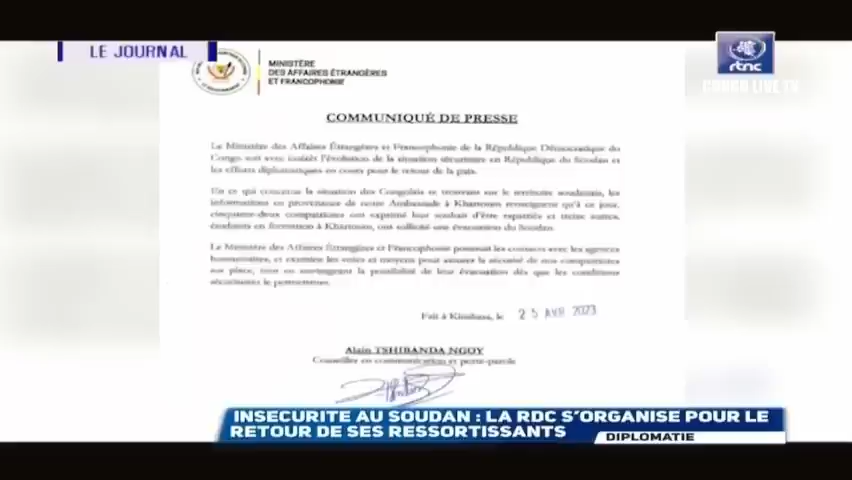 LE JOURNAL
rtnc
CONGO LIVE TV
MINISTÈRE
DES AFFAIRES ÉTRANGÈRES
ET FRANCOPHONIE
COMMUNIQUÉ DE PRESSE
Le Ministère des Affaires Étrangères et Francophonie de la République Démocratique du
Congo suit avec intérêt l'évolution de la situation sécuritaire en République du Soudan et
les efforts diplomatiques en cours pour le retour de la paix.
En ce qui concerne la situation des Congolais se trouvant sur le territoire soudanais, les
informations en provenance de notre Ambassade à Khartoum renseignent qu'à ce jour,
cinquante-deux compatriotes ont exprimé leur souhait d'être rapatriés et treize autres,
étudiants en formation à Khartoum, ont sollicité une évacuation du Soudan.
Le Ministère des Affaires Étrangères et Francophonie poursuit les contacts avec les agences
humanitaires, et examine les voies et moyens pour assurer la sécurité de nos compatriotes
sur place, tout en envisageant la possibilité de leur évacuation dès que les conditions
sécuritaires le permettront.
Fait à Kinshasa, le 25 AVR 2023
Alain TSHIBANDA NGOY
Conseiller en communication et porte-parole
INSECURITE AU SOUDAN : LA RDC S'ORGANISE POUR LE
RETOUR DE SES RESSORTISSANTS
DIPLOMATIE